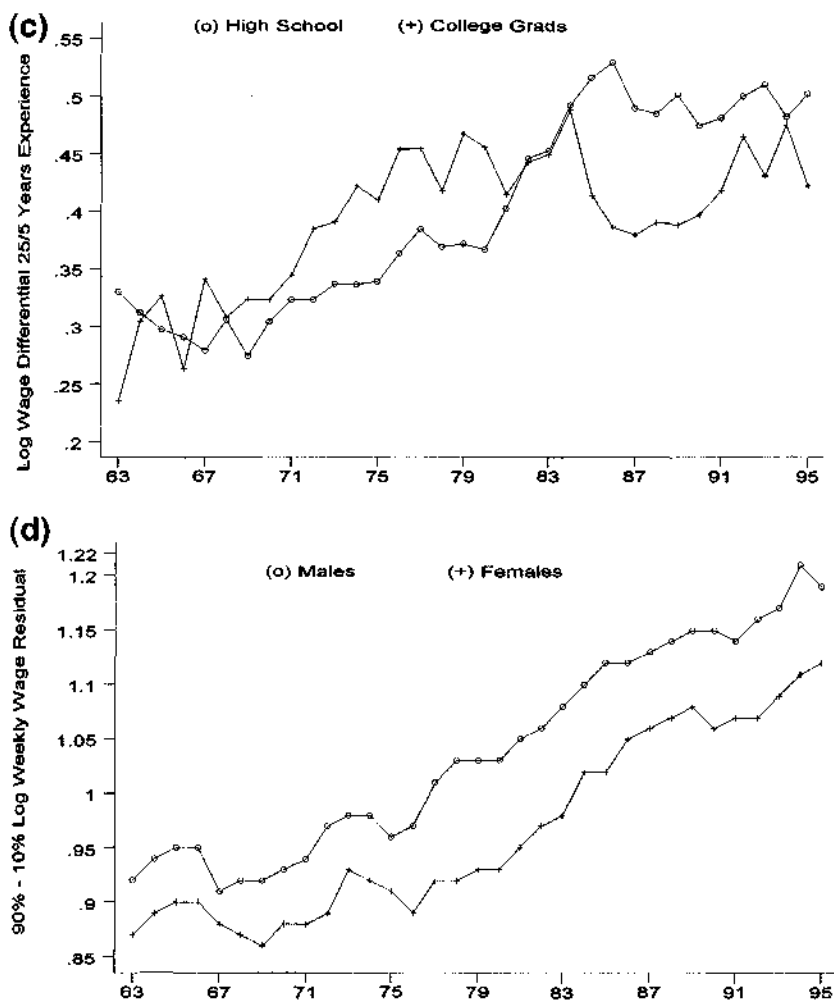 (c)
(o) High School (+) College Grads
Log Wage Differential 25/5 Years Experience
.55
.5
.45
.4
.35
.3
.25
.2
63 67 71 75 79 83 87 91 95
(d)
(o) Males (+) Females
90% - 10% Log Weekly Wage Residual
1.22
1.2
1.15
1.1
1.05
1
.95
.9
.85
63 67 71 75 79 83 87 91 95